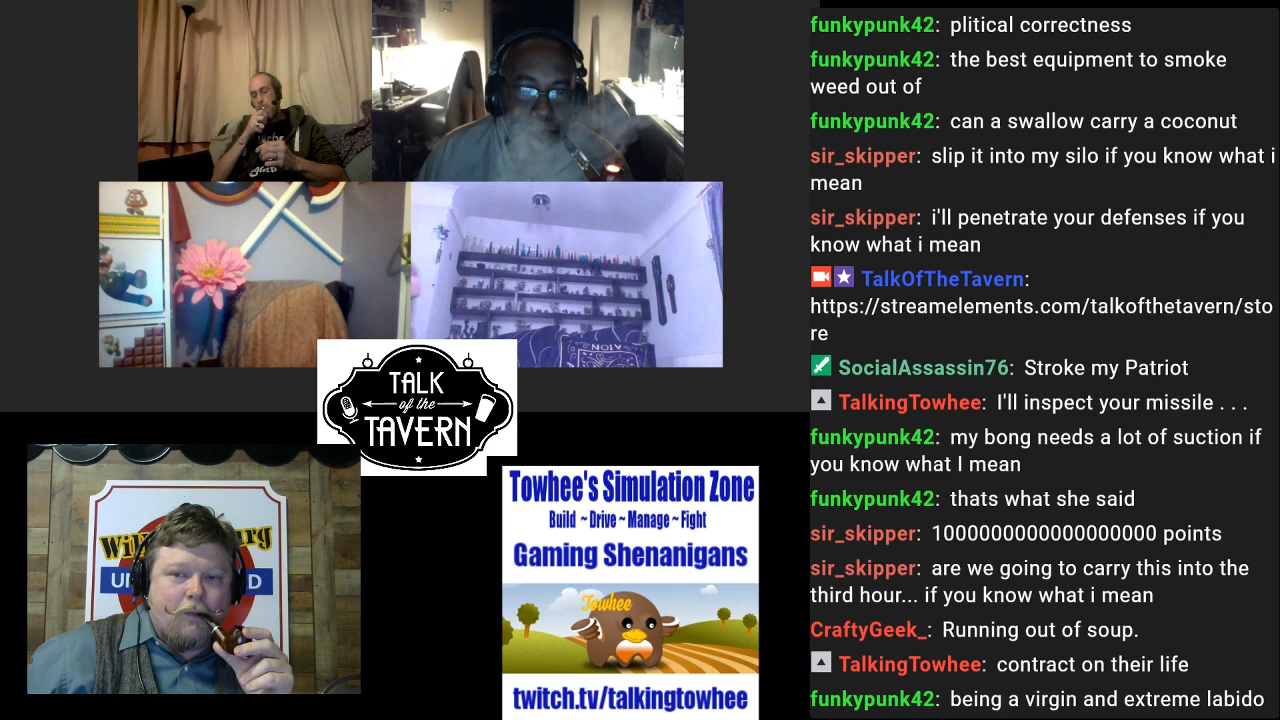 TALK
of the
TAVERN
UN D
Towhee's Simulation Zone
Build ~ Drive ~ Manage ~ Fight
Gaming Shenanigans
Towhee
twitch.tv/talkingtowhee
funkypunk42: plitical correctness
funkypunk42: the best equipment to smoke
weed out of
funkypunk42: can a swallow carry a coconut
sir_skipper: slip it into my silo if you know what i
mean
sir_skipper: i'll penetrate your defenses if you
know what i mean
TalkOfTheTavern:
https://streamelements.com/talkofthetavern/sto
re
SocialAssassin76: Stroke my Patriot
TalkingTowhee: I'll inspect your missile . . .
funkypunk42: my bong needs a lot of suction if
you know what I mean
funkypunk42: thats what she said
sir_skipper: 1000000000000000000 points
sir_skipper: are we going to carry this into the
third hour... if you know what i mean
CraftyGeek_: Running out of soup.
TalkingTowhee: contract on their life
funkypunk42: being a virgin and extreme labido